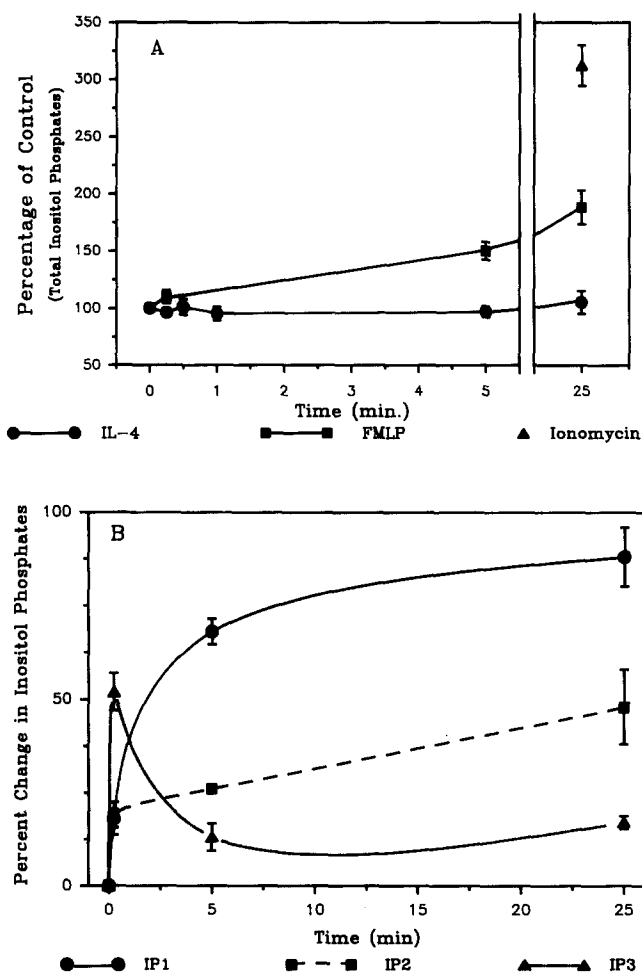 A
Percentage of Control
(Total Inositol Phosphates)
350
300
250
200
150
100
50
0 1 2 3 4 5 25
Time (min.)
IL-4 FMLP Ionomycin
B
Percent Change in Inositol Phosphates
100
50
0
0 5 10 15 20 25
Time (min)
IP1 IP2 IP3